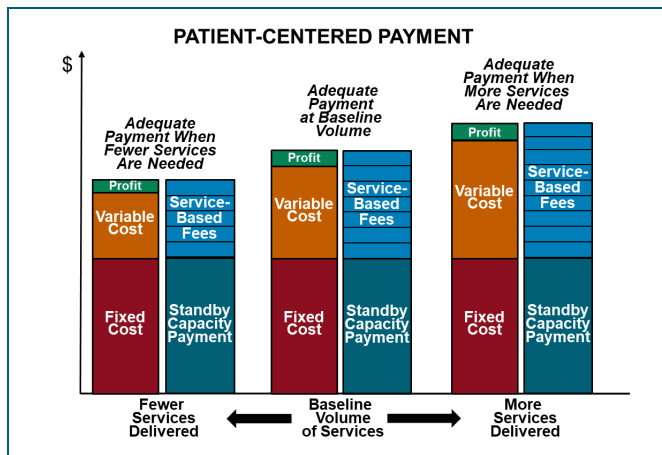 PATIENT-CENTERED PAYMENT
$
Adequate
Payment When
Fewer Services
Are Needed
Profit
Variable
Cost
Fixed
Cost
Service-
Based
Fees
Standby
Capacity
Payment
Adequate
Payment
at Baseline
Volume
Profit
Variable
Cost
Fixed
Cost
Service-
Based
Fees
Standby
Capacity
Payment
Adequate
Payment When
More Services
Are Needed
Profit
Variable
Cost
Fixed
Cost
Service-
Based
Fees
Standby
Capacity
Payment
Fewer
Services
Delivered
Baseline
Volume
of Services
More
Services
Delivered